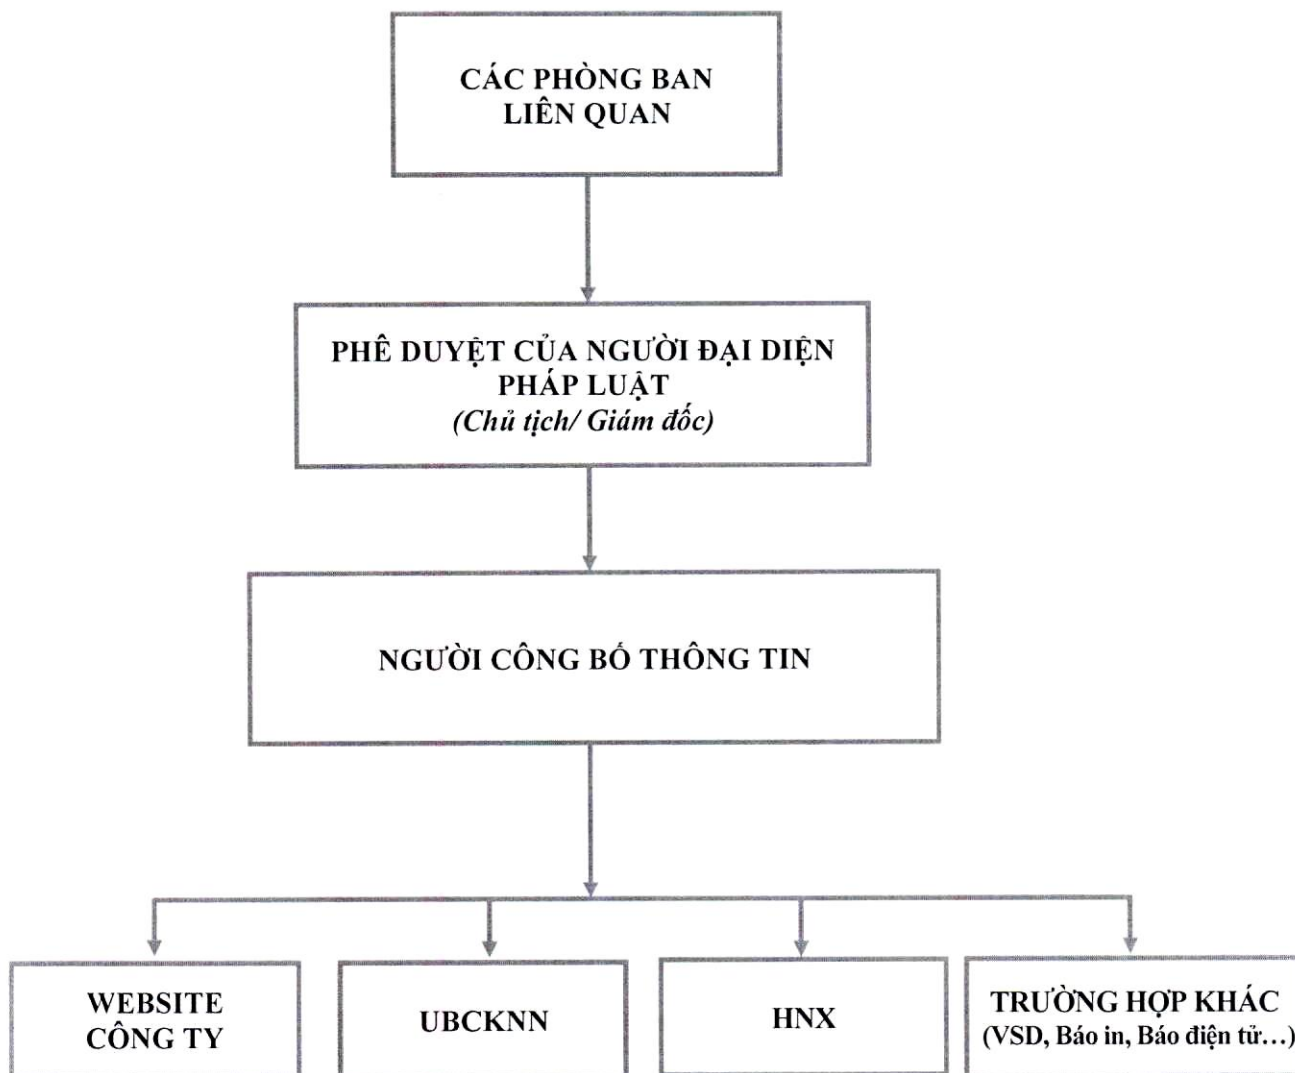 CÁC PHÒNG BAN
LIÊN QUAN
PHÊ DUYỆT CỦA NGƯỜI ĐẠI DIỆN
PHÁP LUẬT
(Chủ tịch/ Giám đốc)
NGƯỜI CÔNG BỐ THÔNG TIN
WEBSITE
CÔNG TY
UBCKNN
HNX
TRƯỜNG HỢP KHÁC
(VSD, Báo in, Báo điện tử…)